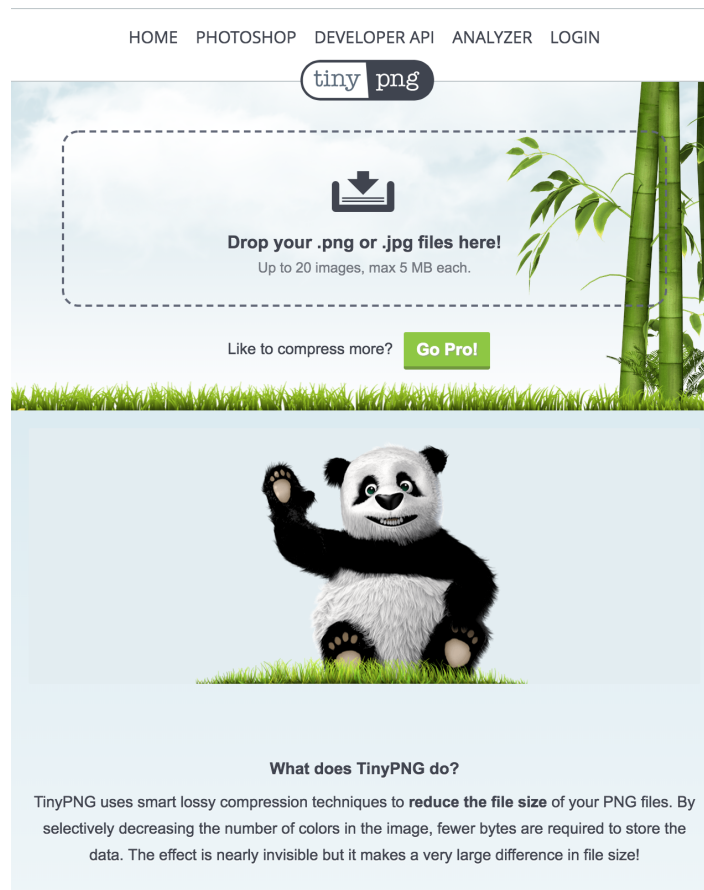 HOME PHOTOSHOP DEVELOPER API ANALYZER LOGIN
tiny png
Drop your .png or .jpg files here!
Up to 20 images, max 5 MB each.
Like to compress more? Go Pro!
What does TinyPNG do?
TinyPNG uses smart lossy compression techniques to reduce the file size of your PNG files. By
selectively decreasing the number of colors in the image, fewer bytes are required to store the
data. The effect is nearly invisible but it makes a very large difference in file size!